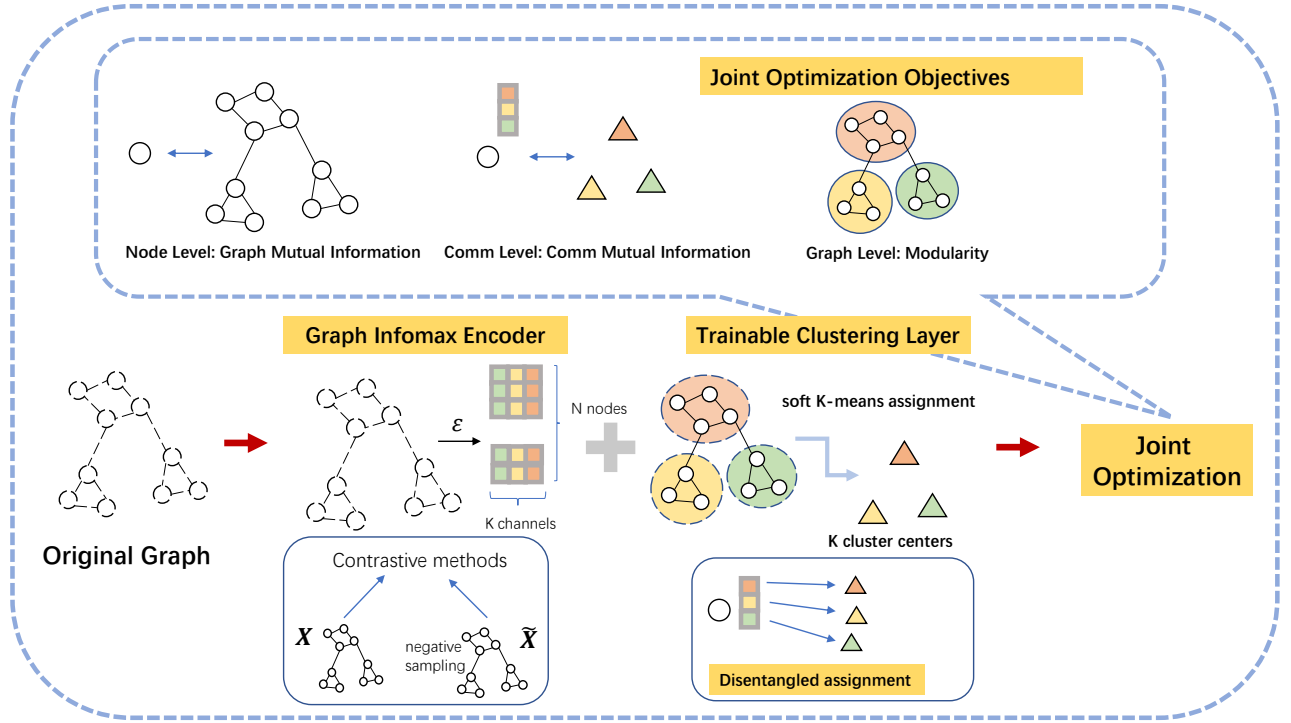 Joint Optimization Objectives
Node Level: Graph Mutual Information
Comm Level: Comm Mutual Information
Graph Level: Modularity
Graph Infomax Encoder
Trainable Clustering Layer
ε
N nodes
K channels
soft K-means assignment
K cluster centers
Joint
Optimization
Original Graph
Contrastive methods
X
negative
sampling
X̃
Disentangled assignment